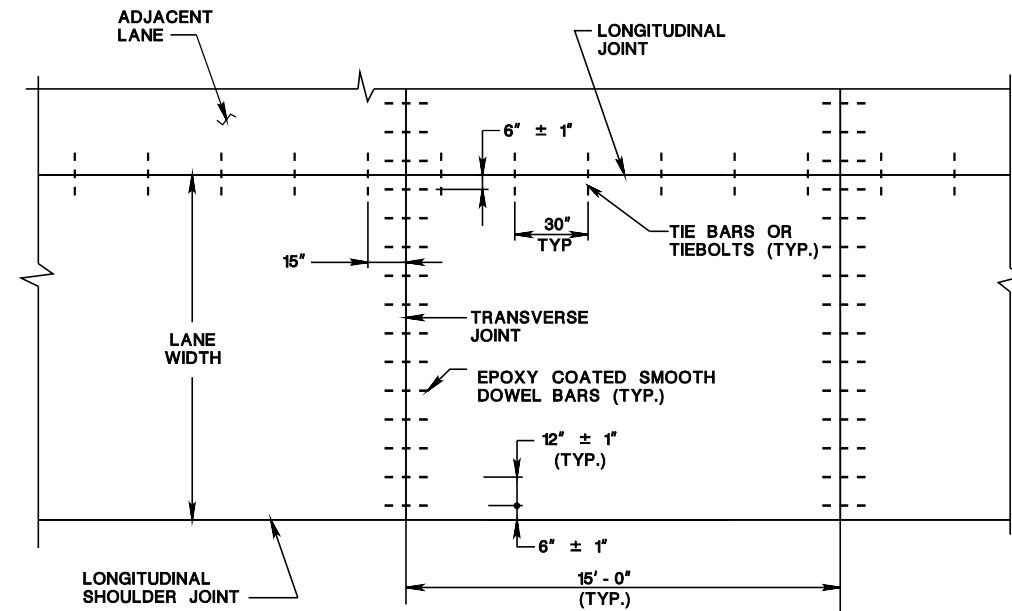 ADJACENT
LANE
LONGITUDINAL
JOINT
6" ± 1"
30"
TYP
TIE BARS OR
TIEBOLTS (TYP.)
15"
TRANSVERSE
JOINT
LANE
WIDTH
EPOXY COATED SMOOTH
DOWEL BARS (TYP.)
12" ± 1"
(TYP.)
6" ± 1"
LONGITUDINAL
SHOULDER JOINT
15' - 0"
(TYP.)